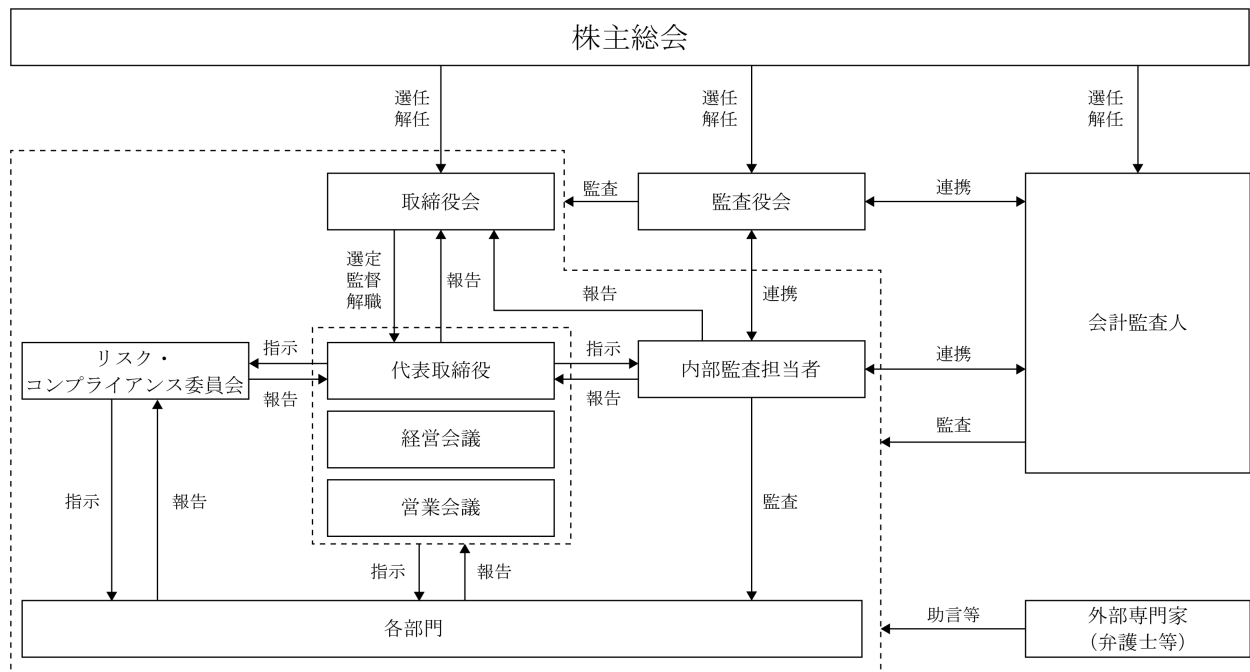 株主総会
選任
解任
選任
解任
選任
解任
取締役会
監査
監査役会
連携
会計監査人
選定
監督
解職
報告
報告
連携
リスク・
コンプライアンス委員会
指示
報告
代表取締役
指示
報告
内部監査担当者
連携
監査
経営会議
営業会議
指示
報告
監査
指示
報告
各部門
助言等
外部専門家
(弁護士等)